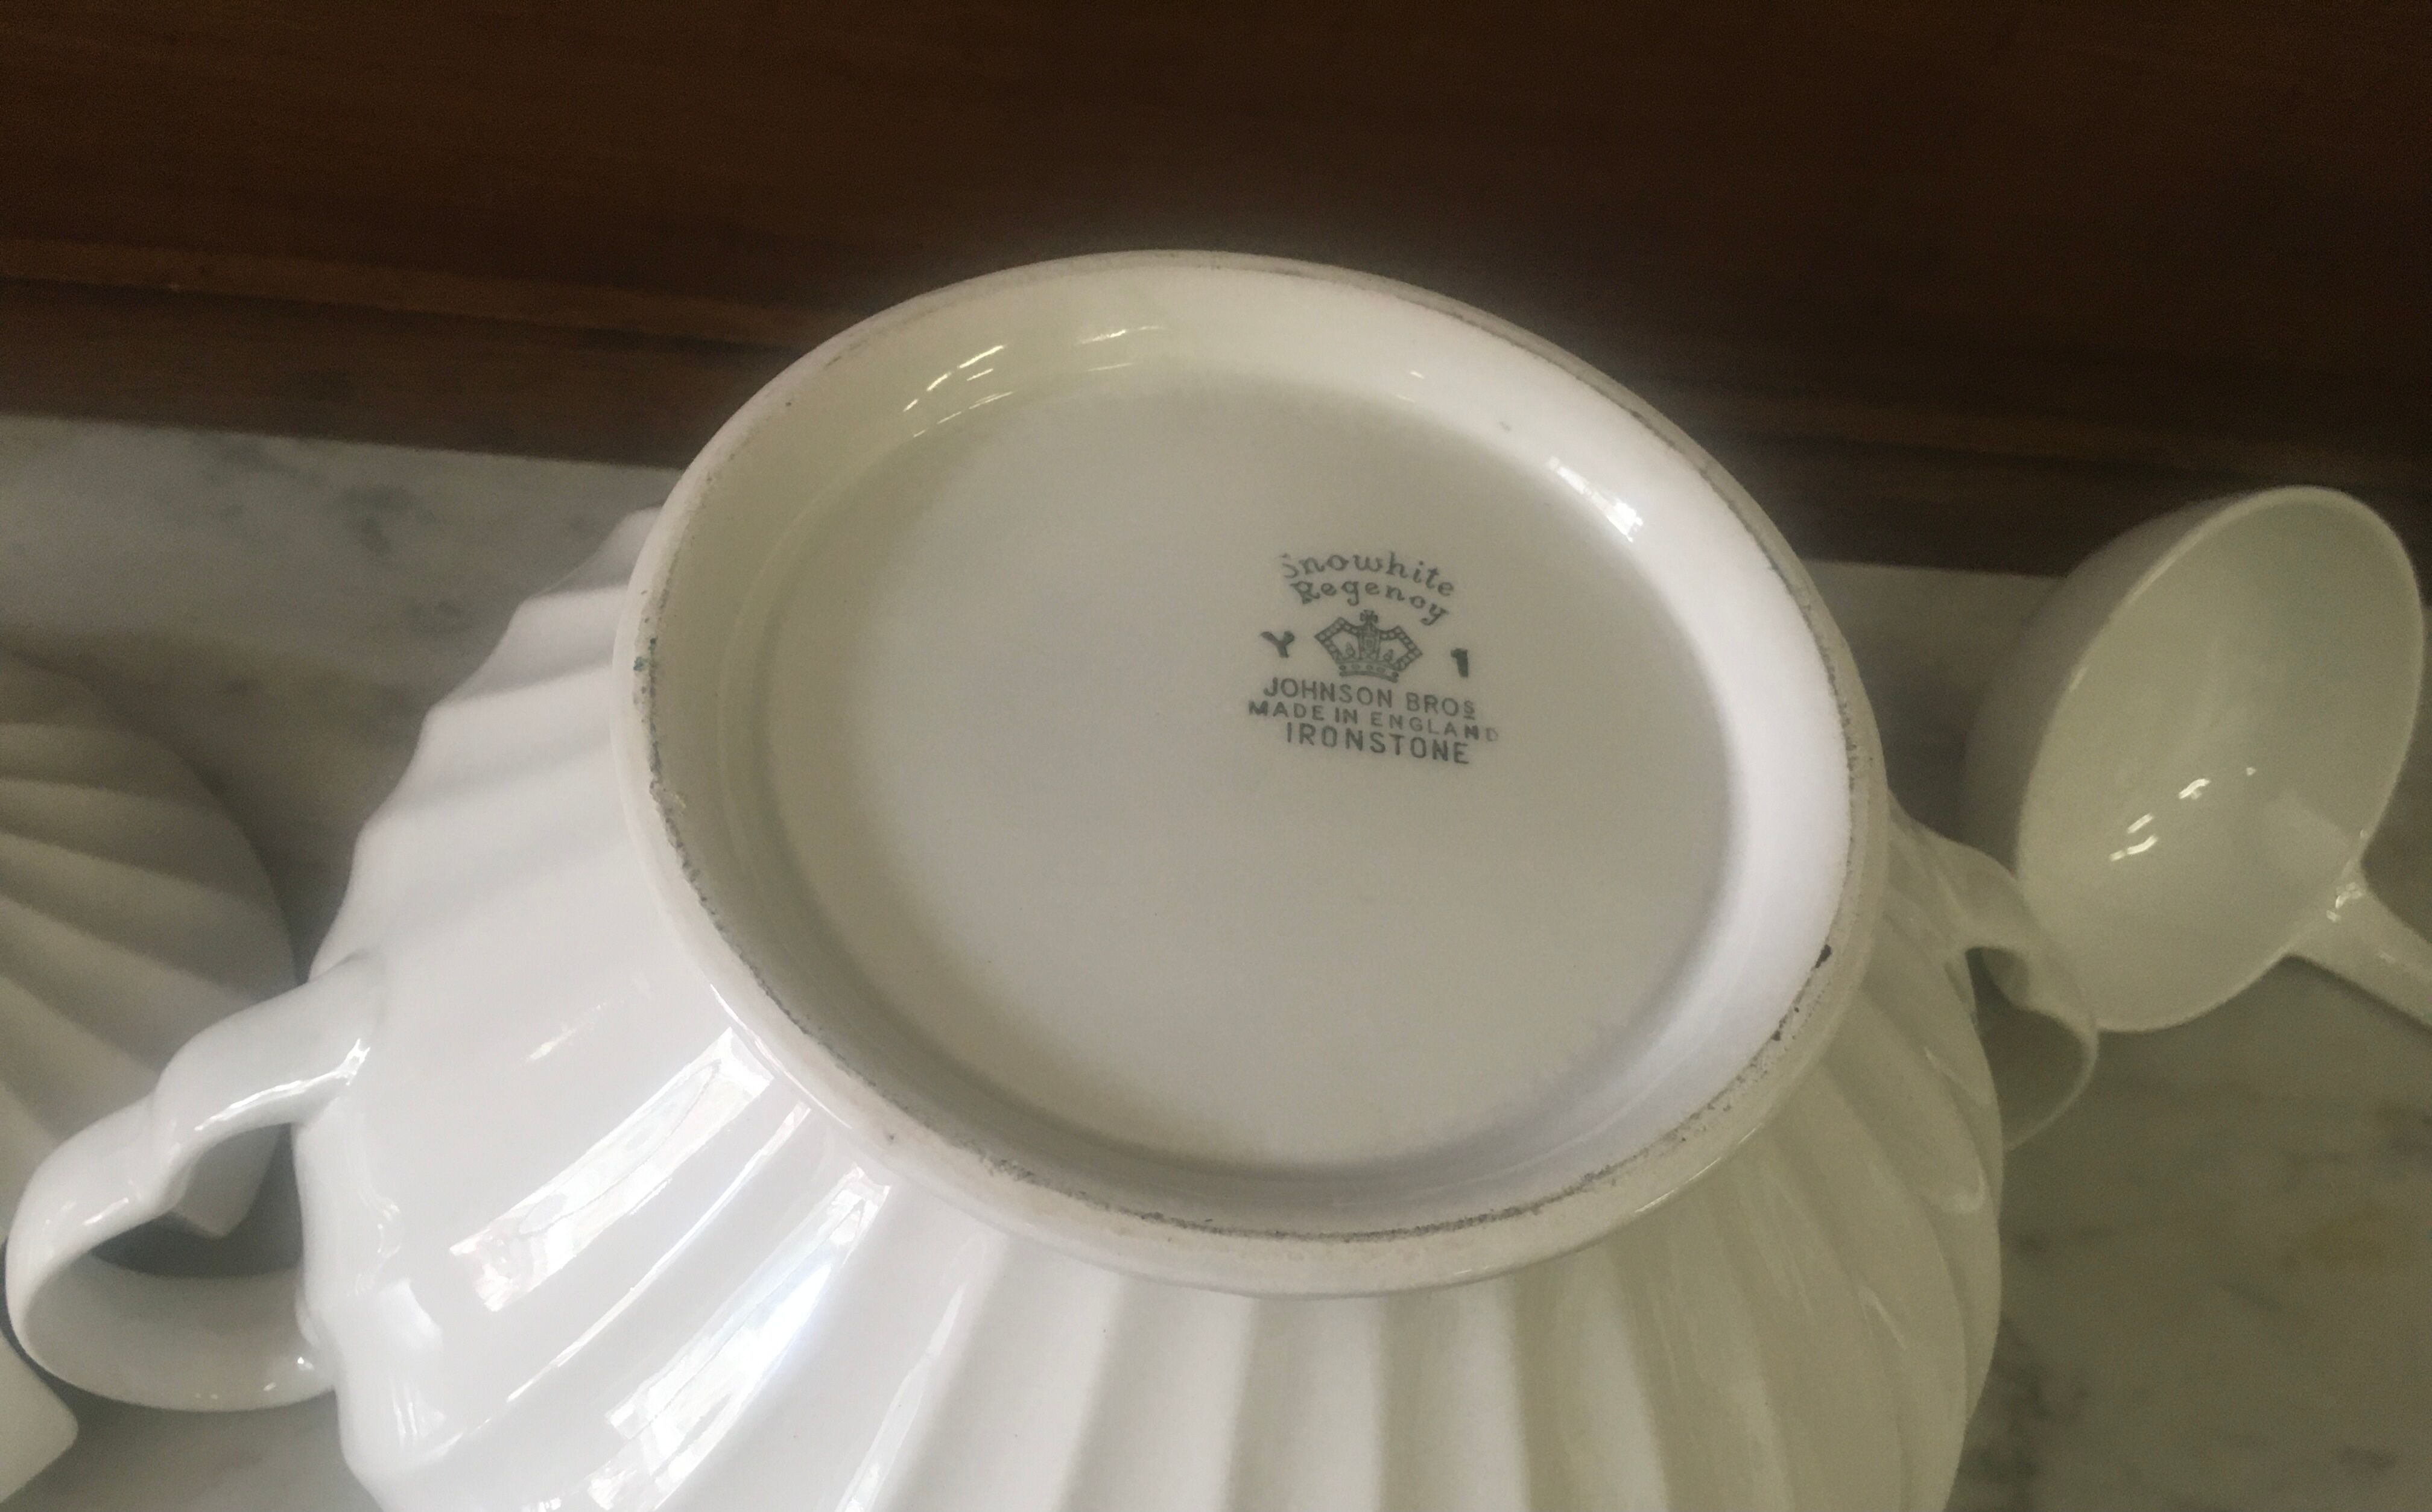 Snowhite
Regency
Y 1
JOHNSON BROS
MADE IN ENGLAND
IRONSTONE